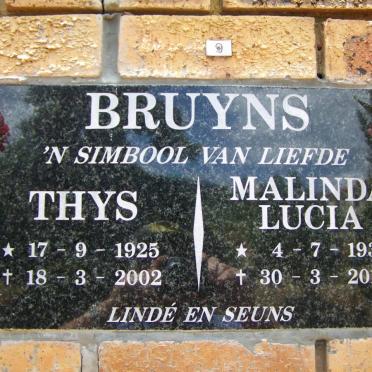 BRUYNS
'N SIMBOOL VAN LIEFDE
THYS
★ 17 - 9 - 1925
† 18 - 3 - 2002
MALINDA
LUCIA
★ 4 - 7 - 193
† 30 - 3 - 20
LINDÉ EN SEUNS